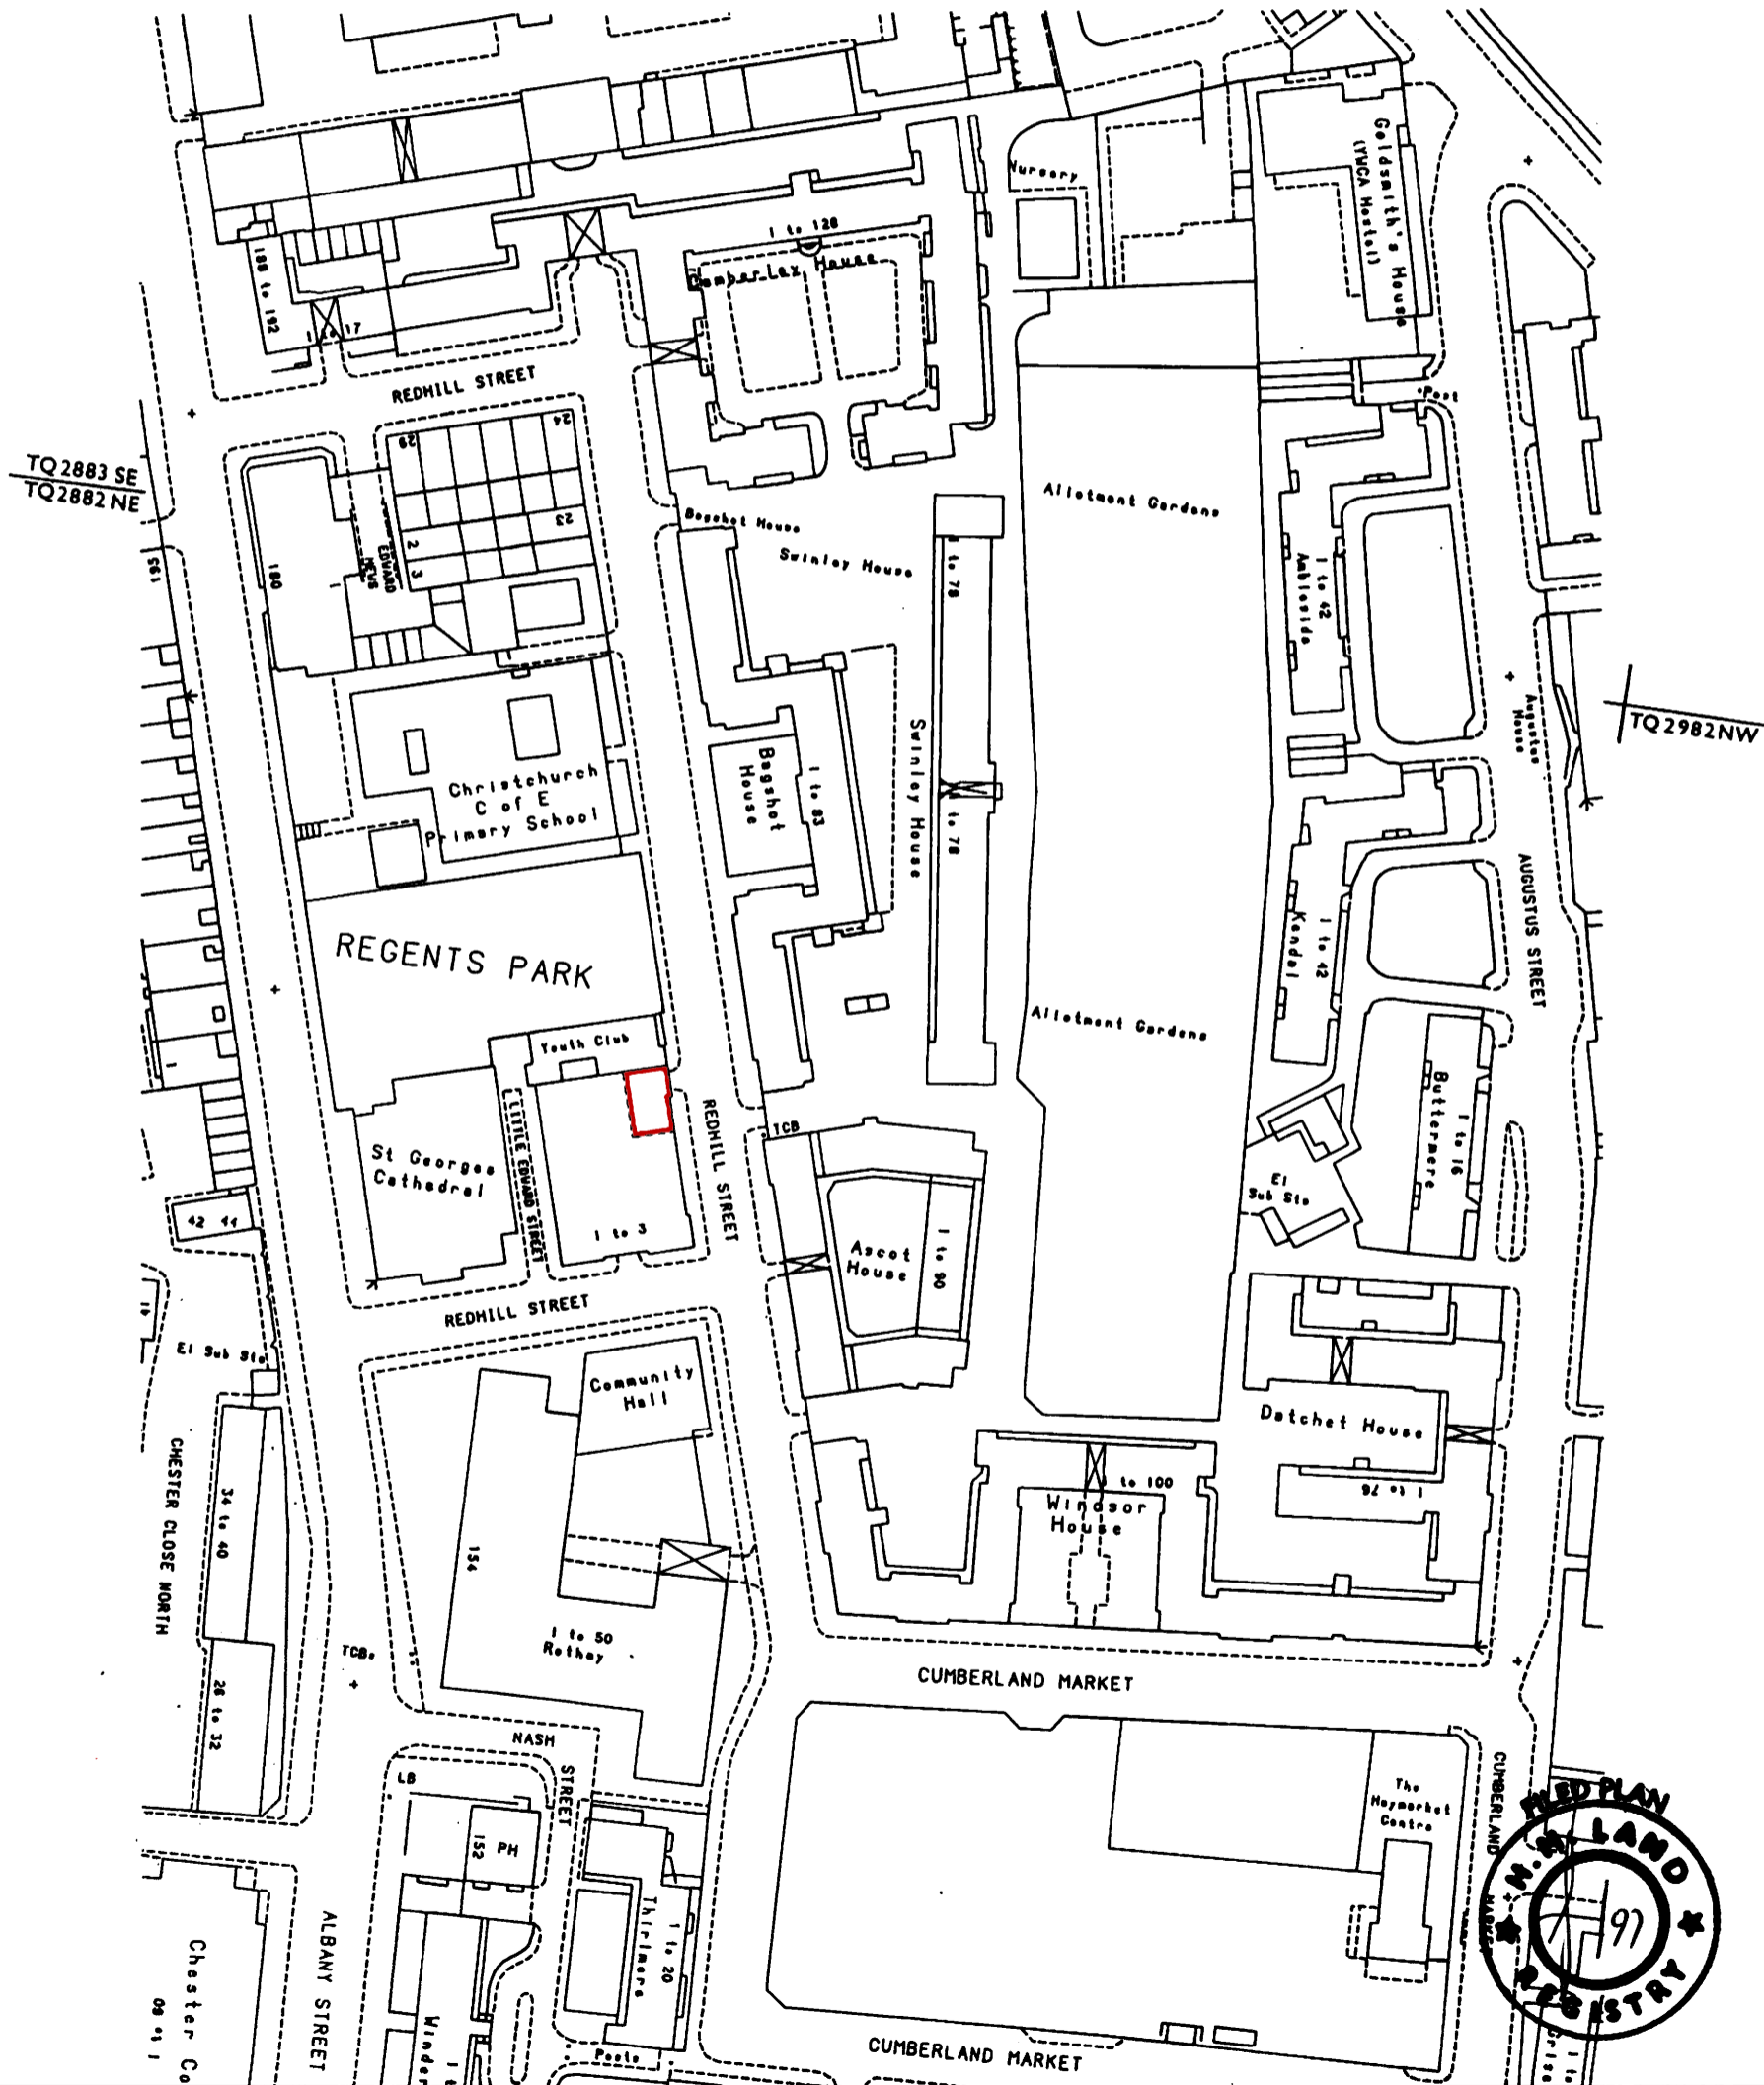 Goldsmith's House
(YWCA Hostel)
Nursery
1 to 128
Camberley House
188 to 192
17
REDHILL STREET
Post
24
29
TQ2883 SE
TQ2882 NE
Allotment Gardens
23
Bagshot House
Swinley House
2
3
EDWARD
MEWS
195
180
1 to 78
1 to 42
Ambleside
Augustus
House
TQ2982NW
Swinley House
Bagshot
House
1 to 83
Christchurch
C of E
Primary School
to 78
AUGUSTUS STREET
REGENTS PARK
Kendal
1 to 42
Allotment Gardens
Youth Club
Buttermere
1 to 16
LITTLE EDWARD STREET
REDHILL STREET
TCB
St Georges
Cathedral
El
Sub Sta
42 44
1 to 3
Ascot
House
1 to 90
REDHILL STREET
El Sub Sta
Community
Hall
Datchet House
CHESTER CLOSE NORTH
34 to 40
1 to 76
to 100
Windsor
House
154
1 to 50
Rothay
TCBs
26 to 32
CUMBERLAND MARKET
NASH
STREET
LB
152
PH
The
Haymarket
Centre
CUMBERLAND
MARKET
FILED PLAN
H.M. LAND
REGISTRY
97
Thirlmere
1 to 20
ALBANY STREET
Chester Co
1 to 80
Winder
Posts
CUMBERLAND MARKET